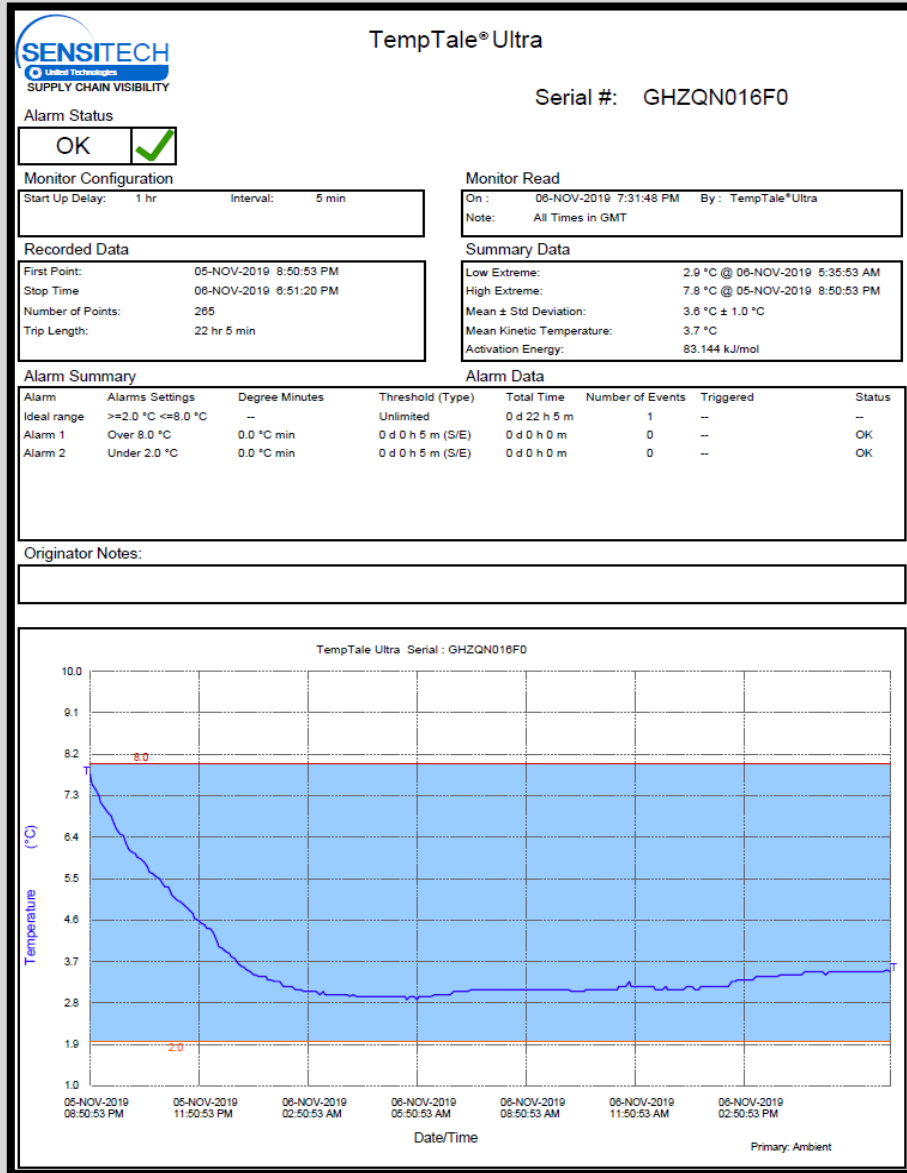 SENSITECH
United Technologies
SUPPLY CHAIN VISIBILITY
TempTale® Ultra
Serial #: GHZQN016F0
Alarm Status
OK
Monitor Configuration
Start Up Delay: 1 hr Interval: 5 min
Monitor Read
On : 06-NOV-2019 7:31:48 PM By : TempTale®Ultra
Note: All Times in GMT
Recorded Data
First Point: 05-NOV-2019 8:50:53 PM
Stop Time 06-NOV-2019 6:51:20 PM
Number of Points: 265
Trip Length: 22 hr 5 min
Summary Data
Low Extreme: 2.9 °C @ 06-NOV-2019 5:35:53 AM
High Extreme: 7.8 °C @ 05-NOV-2019 8:50:53 PM
Mean ± Std Deviation: 3.6 °C ± 1.0 °C
Mean Kinetic Temperature: 3.7 °C
Activation Energy: 83.144 kJ/mol
Alarm Summary Alarm Data
Alarm Alarms Settings Degree Minutes Threshold (Type) Total Time Number of Events Triggered Status
Ideal range >=2.0 °C <=8.0 °C -- Unlimited 0 d 22 h 5 m 1 -- --
Alarm 1 Over 8.0 °C 0.0 °C min 0 d 0 h 5 m (S/E) 0 d 0 h 0 m 0 -- OK
Alarm 2 Under 2.0 °C 0.0 °C min 0 d 0 h 5 m (S/E) 0 d 0 h 0 m 0 -- OK
Originator Notes:
TempTale Ultra Serial : GHZQN016F0
10.0
9.1
8.2
8.0
T
7.3
6.4
5.5
4.6
3.7
T
2.8
1.9
2.0
1.0
Temperature (°C)
05-NOV-2019 05-NOV-2019 06-NOV-2019 06-NOV-2019 06-NOV-2019 06-NOV-2019 06-NOV-2019
08:50:53 PM 11:50:53 PM 02:50:53 AM 05:50:53 AM 08:50:53 AM 11:50:53 AM 02:50:53 PM
Date/Time
Primary: Ambient